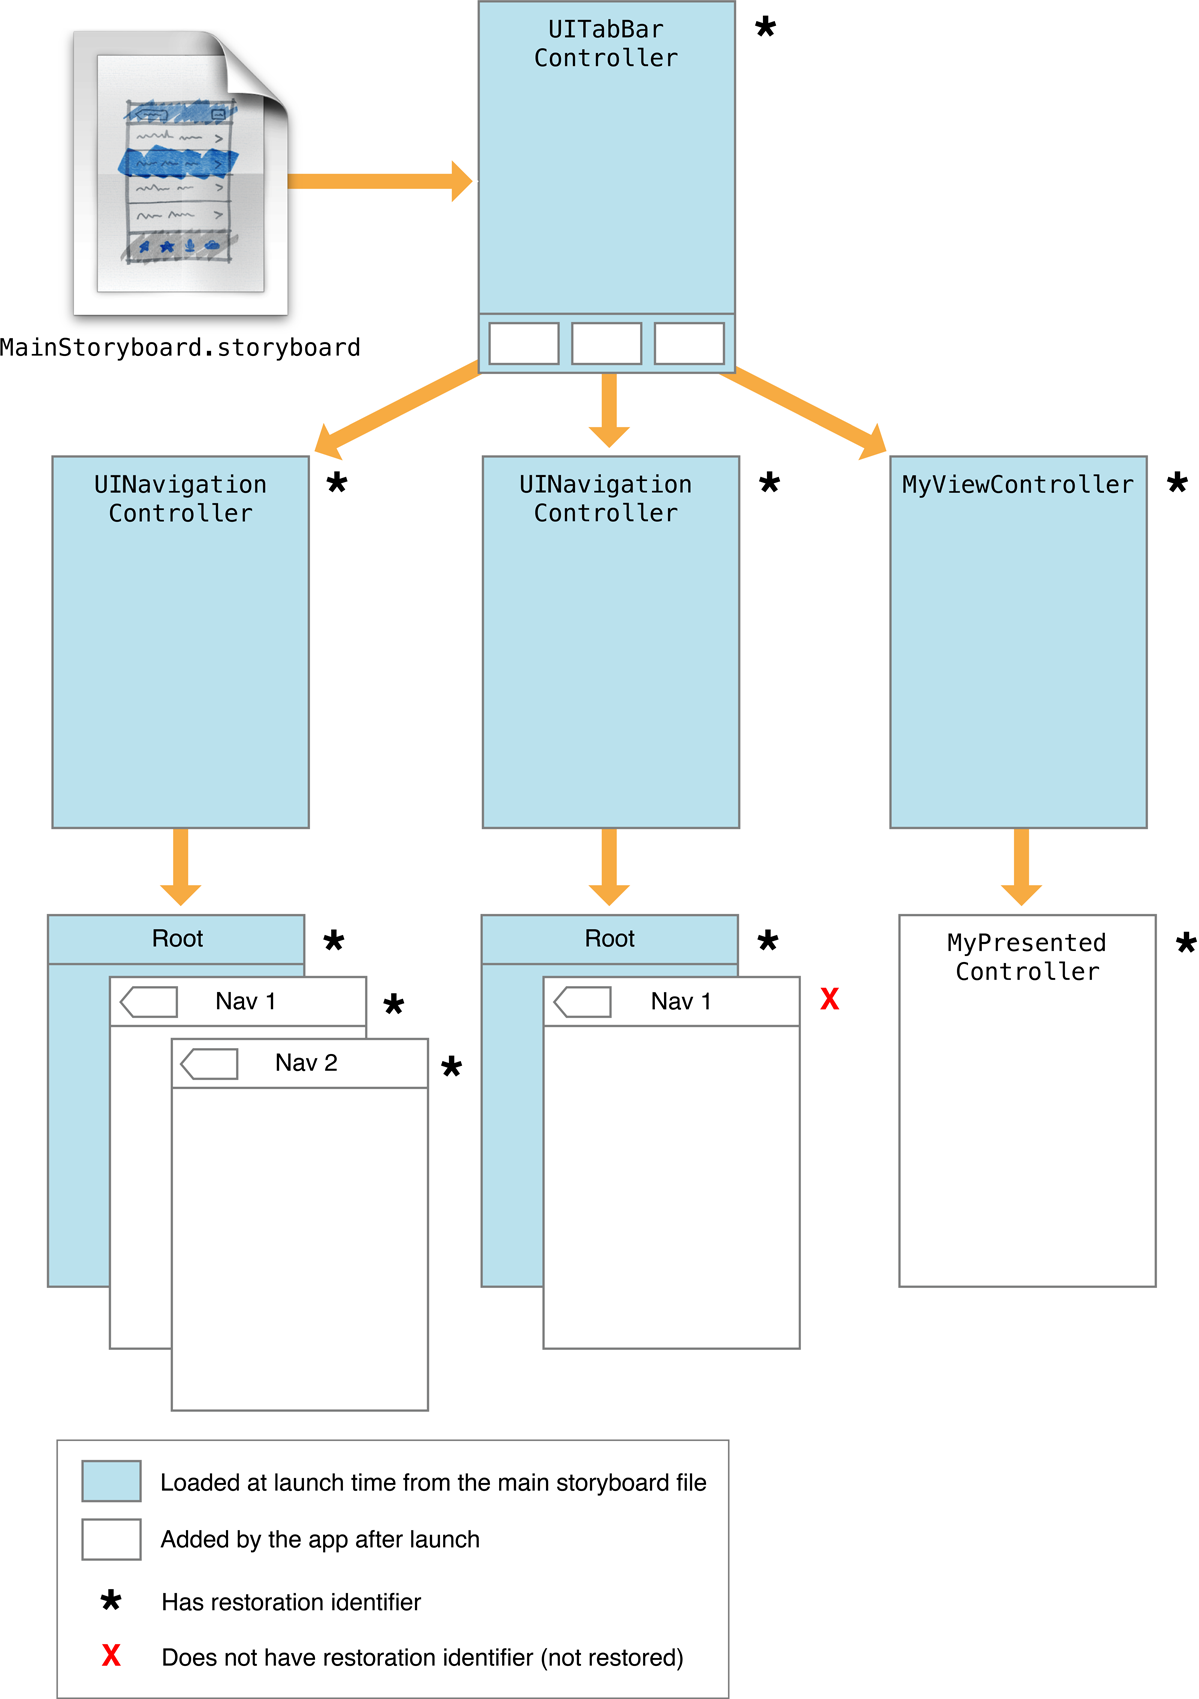 UITabBar
Controller
*
MainStoryboard.storyboard
UINavigation
Controller
*
UINavigation
Controller
*
MyViewController
*
Root
*
Nav 1
*
Nav 2
*
Root
*
Nav 1
X
MyPresented
Controller
*
Loaded at launch time from the main storyboard file
Added by the app after launch
* Has restoration identifier
X Does not have restoration identifier (not restored)